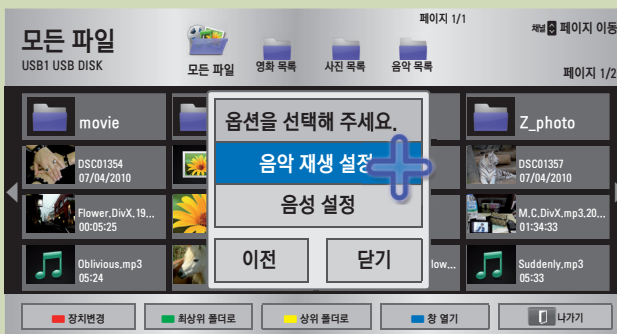 페이지 1/1
모든 파일
USB1 USB DISK
모든 파일
영화 목록
사진 목록
음악 목록
채널 페이지 이동
페이지 1/2
movie
Z_photo
옵션을 선택해 주세요.
음악 재생 설정
음성 설정
이전
닫기
DSC01354
07/04/2010
DSC01357
07/04/2010
Flower,DivX, 19...
00:05:25
M.C,DivX,mp3,20...
01:34:33
Oblivious,mp3
05:24
low...
Suddenly,mp3
05:33
장치변경
최상위 폴더로
상위 폴더로
창 열기
나가기